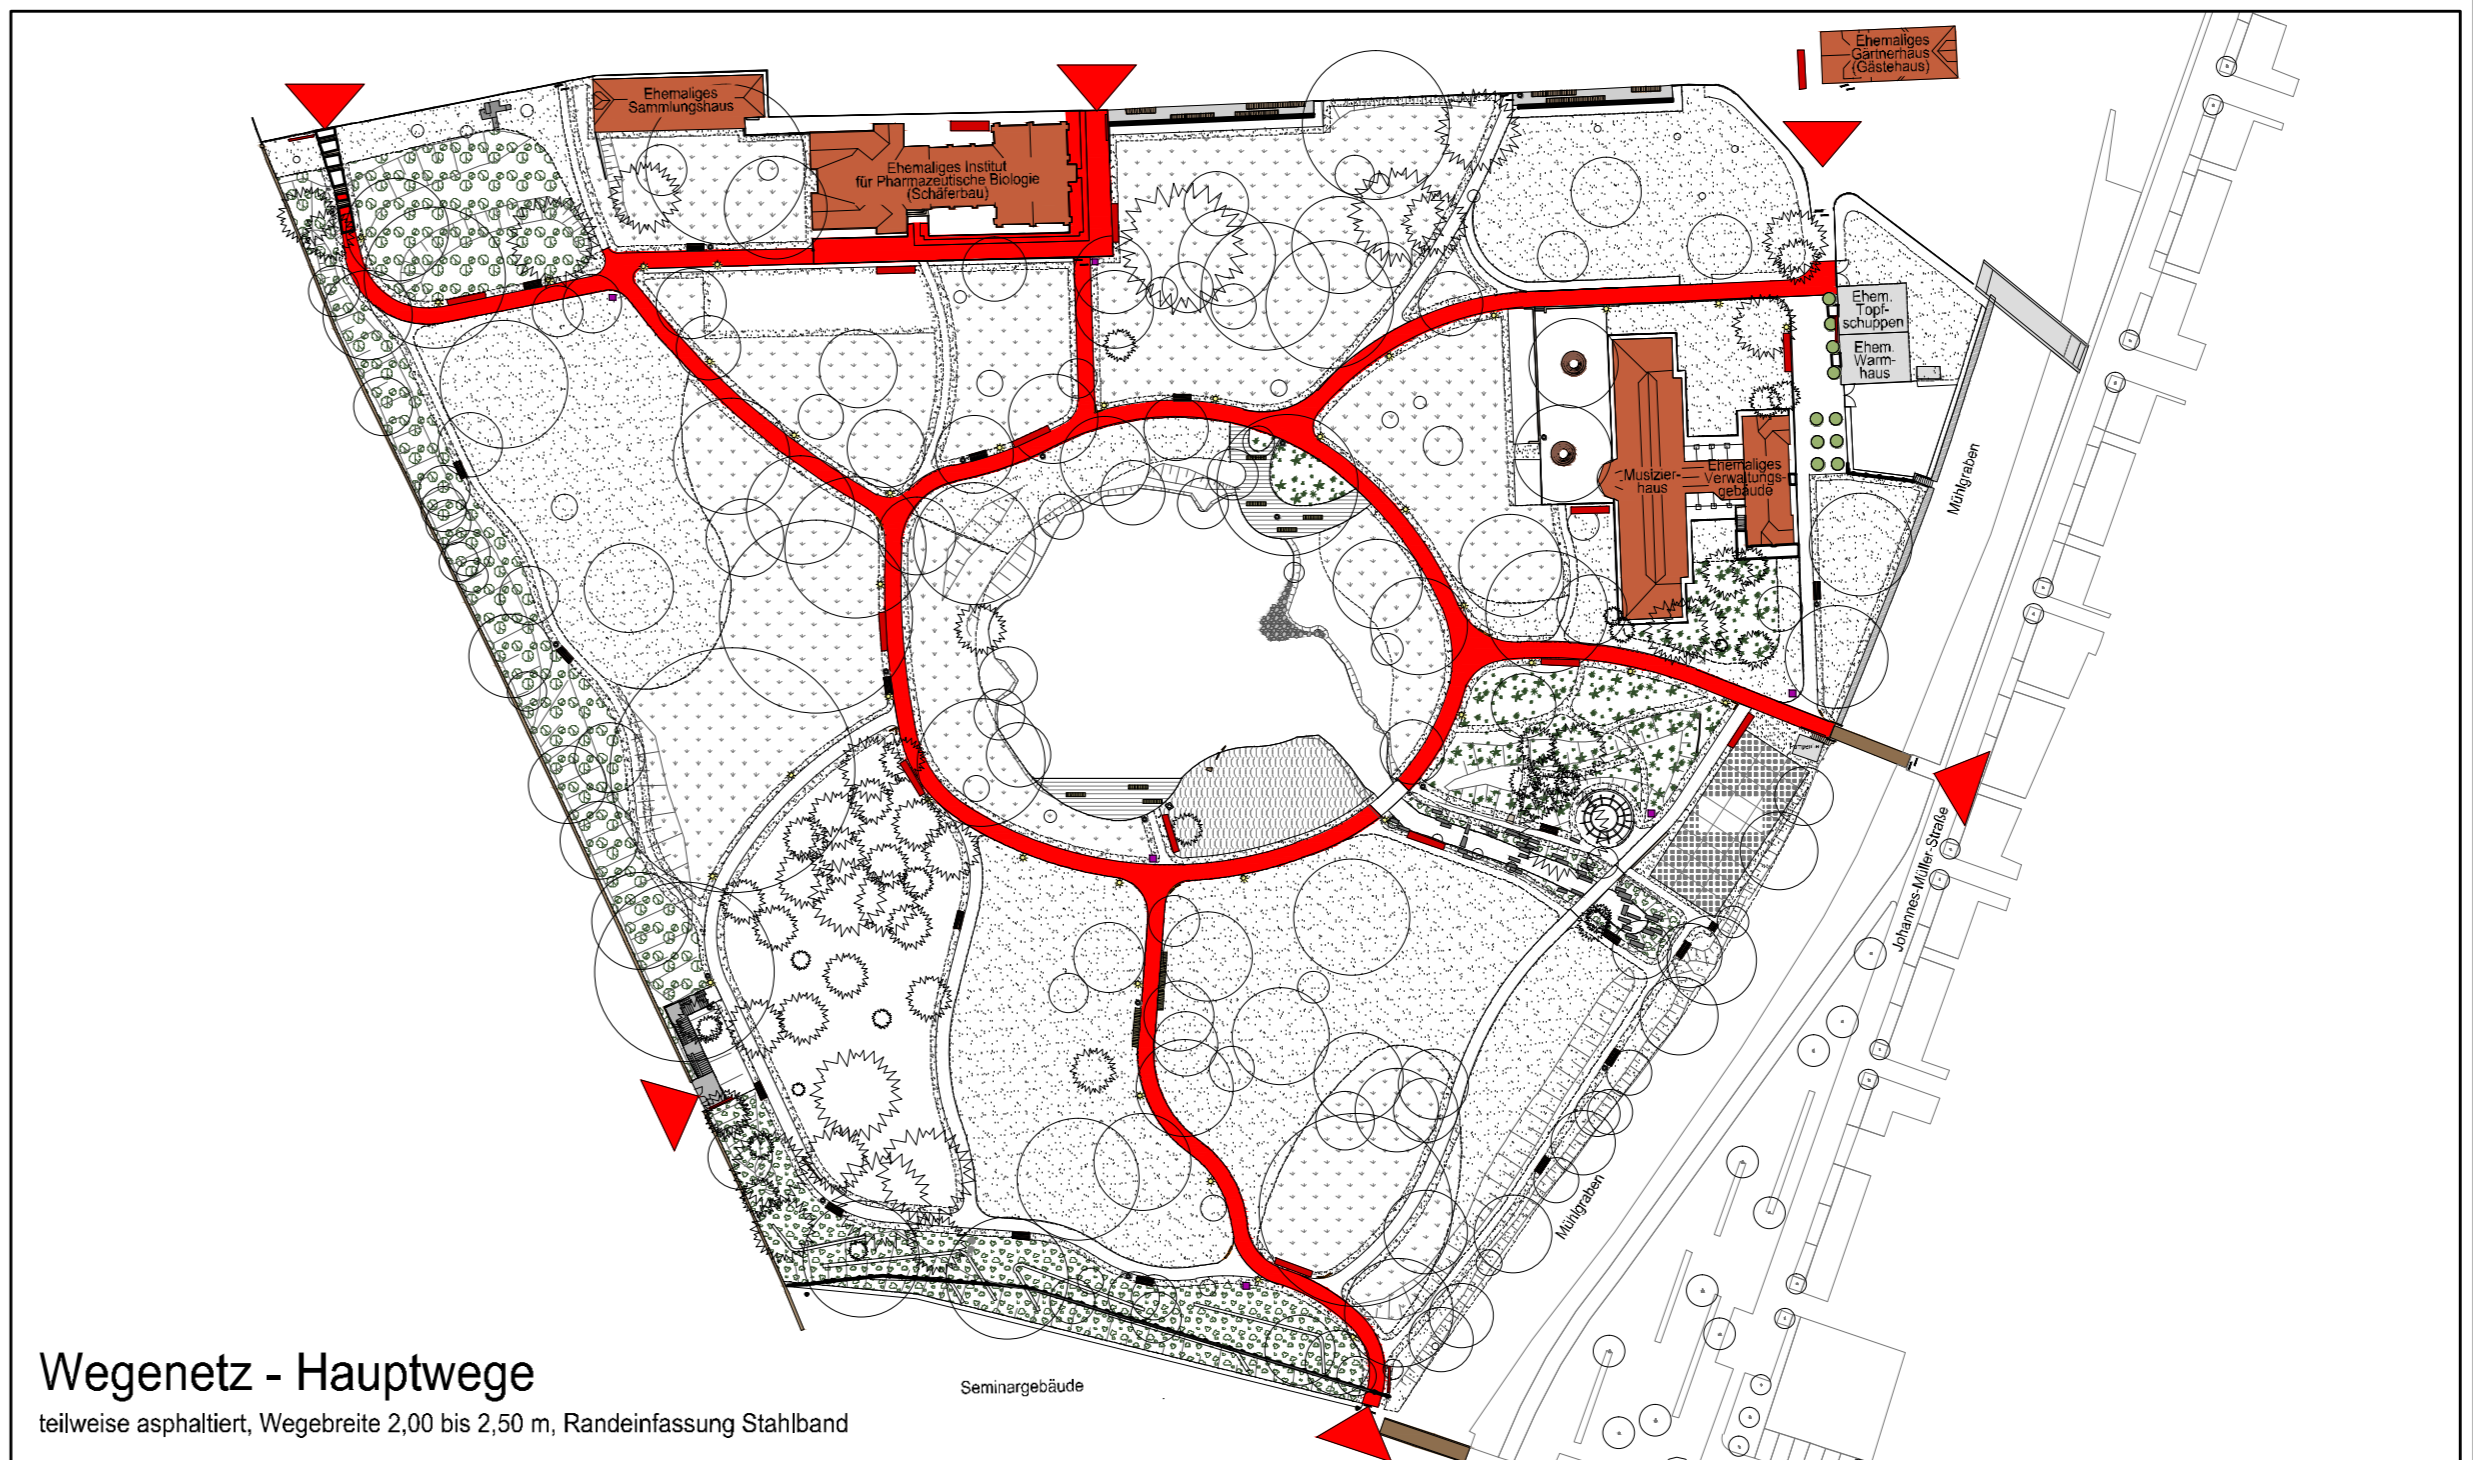 Ehemaliges
Gärtnerhaus
(Gästehaus)
Ehemaliges
Sammlungshaus
Ehemaliges Institut
für Pharmazeutische Biologie
(Schäferbau)
Ehem.
Topf-
schuppen
Ehem.
Warm-
haus
Musizier-
haus
Ehemaliges
Verwaltungs-
gebäude
Mühlgraben
Johannes-Müller-Straße
Mühlgraben
Seminargebäude
Wegenetz - Hauptwege
teilweise asphaltiert, Wegebreite 2,00 bis 2,50 m, Randeinfassung Stahlband